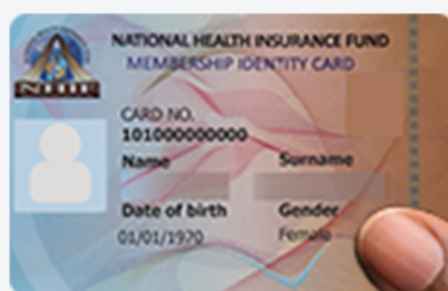 NATIONAL HEALTH INSURANCE FUND
MEMBERSHIP IDENTITY CARD
NHIF
CARD NO.
101000000000
Name Surname
Date of birth Gender
01/01/1970 Female